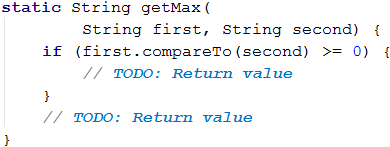 static String getMax(
        String first, String second) {
    if (first.compareTo(second) >= 0) {
        // TODO: Return value
    }
    // TODO: Return value
}